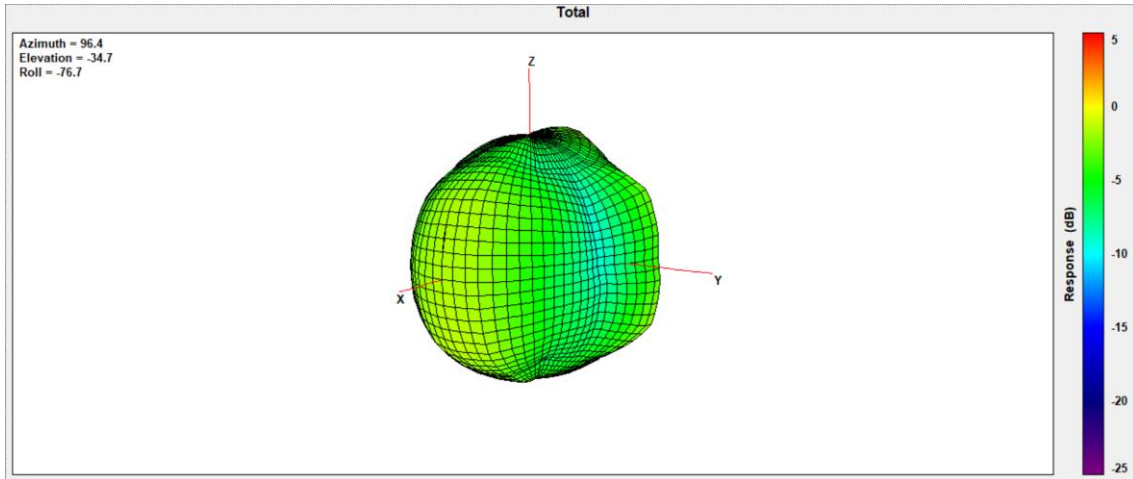 Total
Azimuth = 96.4
Elevation = -34.7
Roll = -76.7
Z
X
Y
5
0
-5
-10
-15
-20
-25
Response (dB)